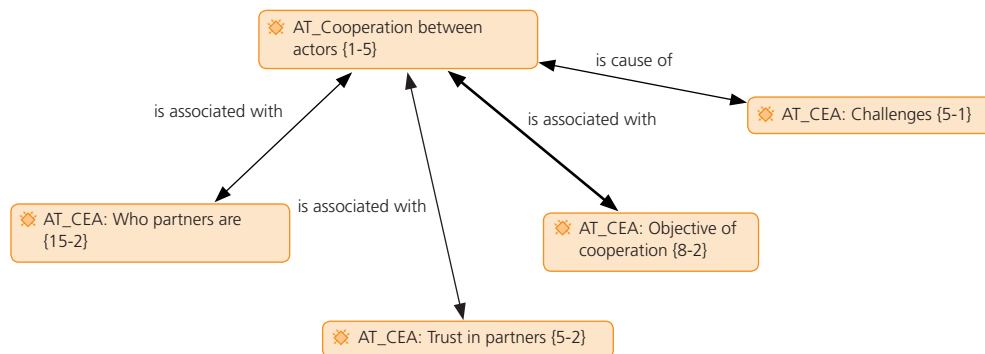 AT_Cooperation between
actors {1-5}
is cause of
is associated with
is associated with
AT_CEA: Challenges {5-1}
is associated with
AT_CEA: Who partners are
{15-2}
AT_CEA: Objective of
cooperation {8-2}
AT_CEA: Trust in partners {5-2}